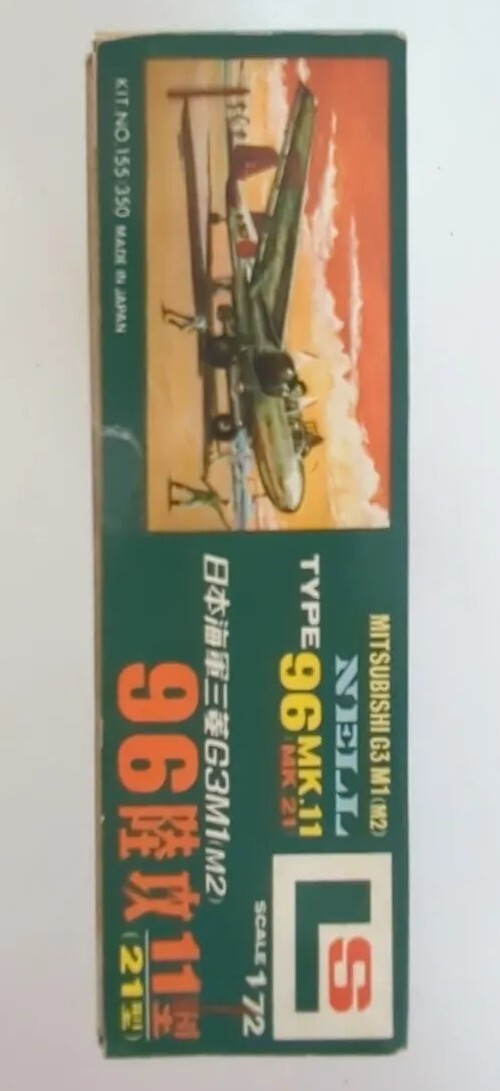 MITSUBISHI G3M1(M2)
NELL
TYPE 96 MK.11
MK.21
日本海軍三菱G3M1(M2)
96陸攻11型
(21型)
LS
SCALE 1/72
KIT NO.155:350 MADE IN JAPAN